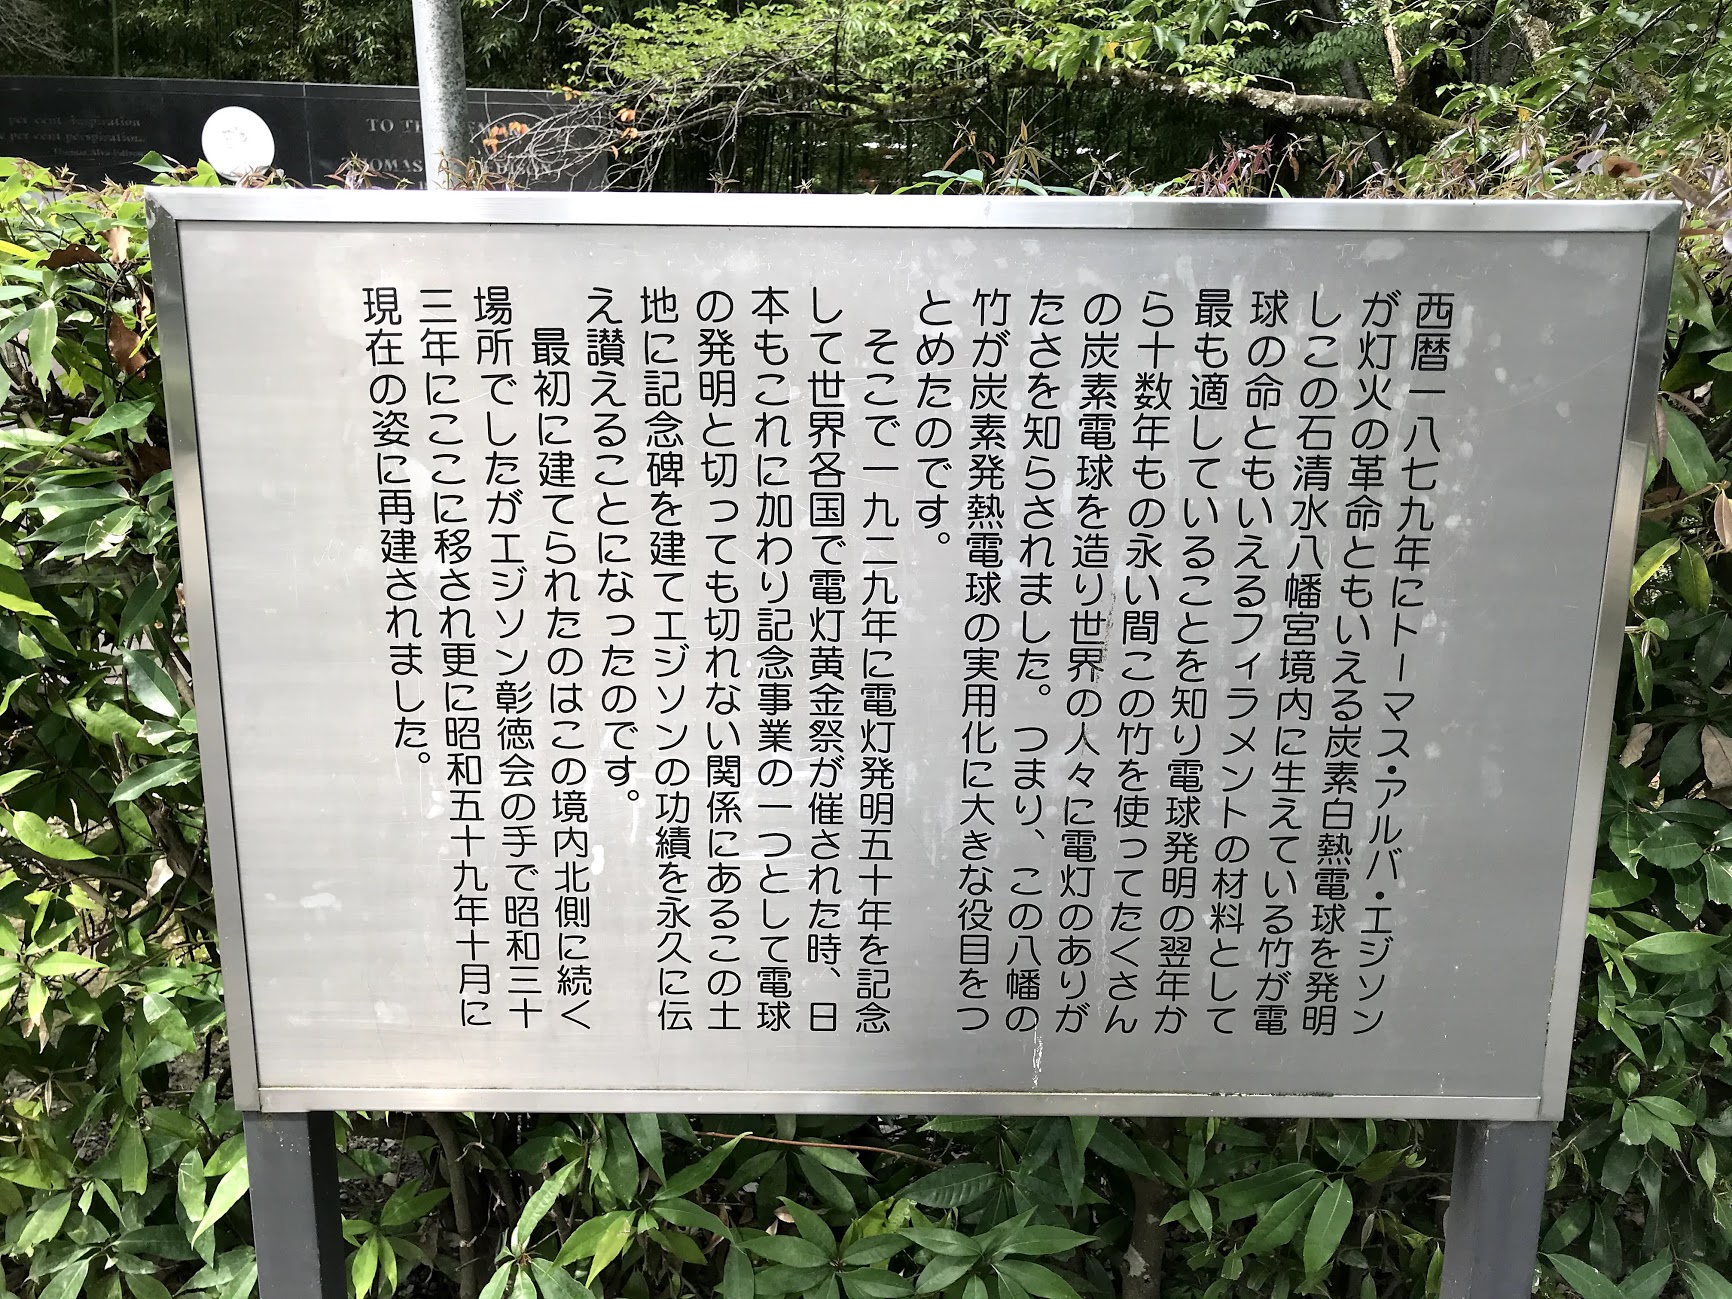 per cent inspiration
per cent perspiration
Thomas Alva Edison
TO THE
THOMAS
EDISON
西暦一八七九年にトーマス・アルバ・エジソン
が灯火の革命ともいえる炭素白熱電球を発明
しこの石清水八幡宮境内に生えている竹が電
球の命ともいえるフィラメントの材料として
最も適していることを知り電球発明の翌年か
ら十数年もの永い間この竹を使ってたくさん
の炭素電球を造り世界の人々に電灯のありが
たさを知らされました。つまり、この八幡の
竹が炭素発熱電球の実用化に大きな役目をつ
とめたのです。
そこで一九二九年に電灯発明五十年を記念
して世界各国で電灯黄金祭が催された時、日
本もこれに加わり記念事業の一つとして電球
の発明と切っても切れない関係にあるこの土
地に記念碑を建てエジソンの功績を永久に伝
え讃えることになったのです。
最初に建てられたのはこの境内北側に続く
場所でしたがエジソン彰徳会の手で昭和三十
三年にここに移され更に昭和五十九年十月に
現在の姿に再建されました。